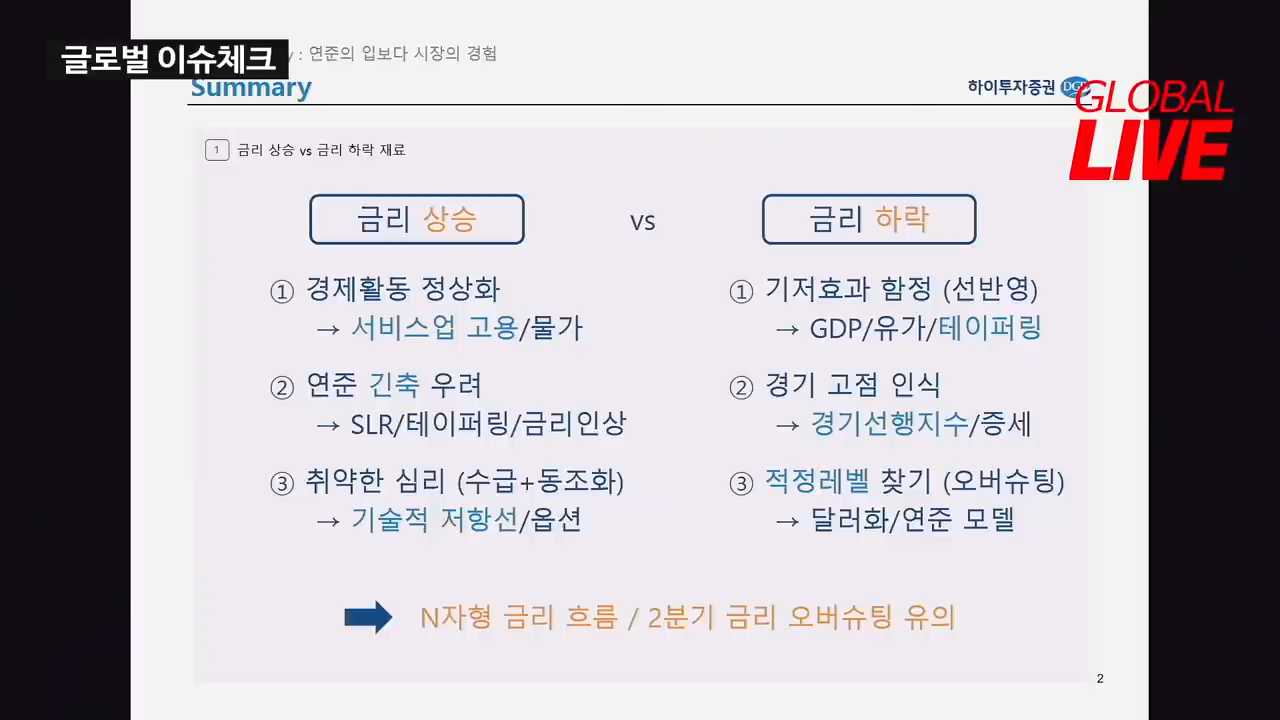 글로벌 이슈체크
: 연준의 입보다 시장의 경험
Summary
하이투자증권
GLOBAL
LIVE
1 금리 상승 vs 금리 하락 재료
금리 상승 vs 금리 하락
① 경제활동 정상화
→ 서비스업 고용/물가
② 연준 긴축 우려
→ SLR/테이퍼링/금리인상
③ 취약한 심리 (수급+동조화)
→ 기술적 저항선/옵션
① 기저효과 함정 (선반영)
→ GDP/유가/테이퍼링
② 경기 고점 인식
→ 경기선행지수/증세
③ 적정레벨 찾기 (오버슈팅)
→ 달러화/연준 모델
N자형 금리 흐름 / 2분기 금리 오버슈팅 유의
2